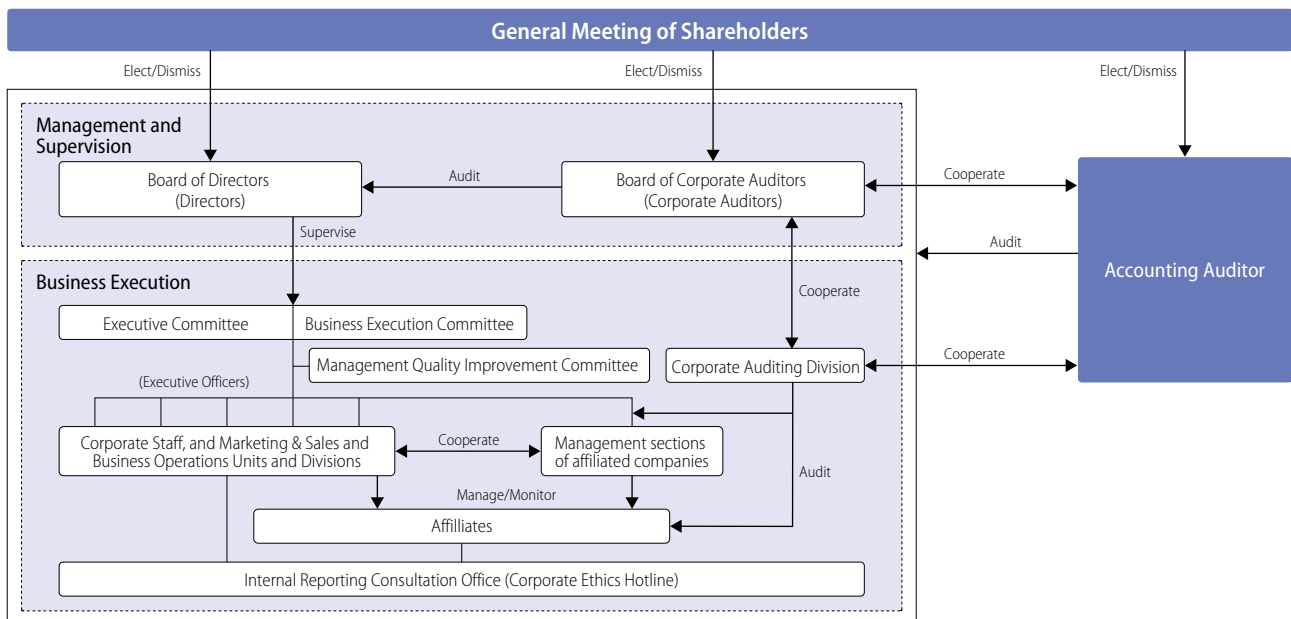 General Meeting of Shareholders
Elect/Dismiss
Elect/Dismiss
Elect/Dismiss
Management and
Supervision
Board of Directors
(Directors)
Audit
Board of Corporate Auditors
(Corporate Auditors)
Cooperate
Supervise
Audit
Accounting Auditor
Business Execution
Cooperate
Executive Committee
Business Execution Committee
Management Quality Improvement Committee
Corporate Auditing Division
Cooperate
(Executive Officers)
Corporate Staff, and Marketing & Sales and
Business Operations Units and Divisions
Cooperate
Management sections
of affiliated companies
Audit
Manage/Monitor
Affilliates
Internal Reporting Consultation Office (Corporate Ethics Hotline)